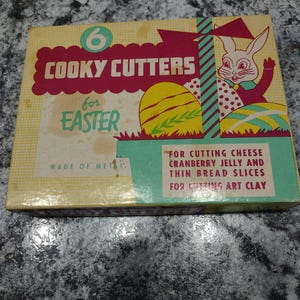 6
COOKY CUTTERS
for
EASTER
MADE OF METAL
FOR CUTTING CHEESE
CRANBERRY JELLY AND
THIN BREAD SLICES
FOR CUTTING ART CLAY